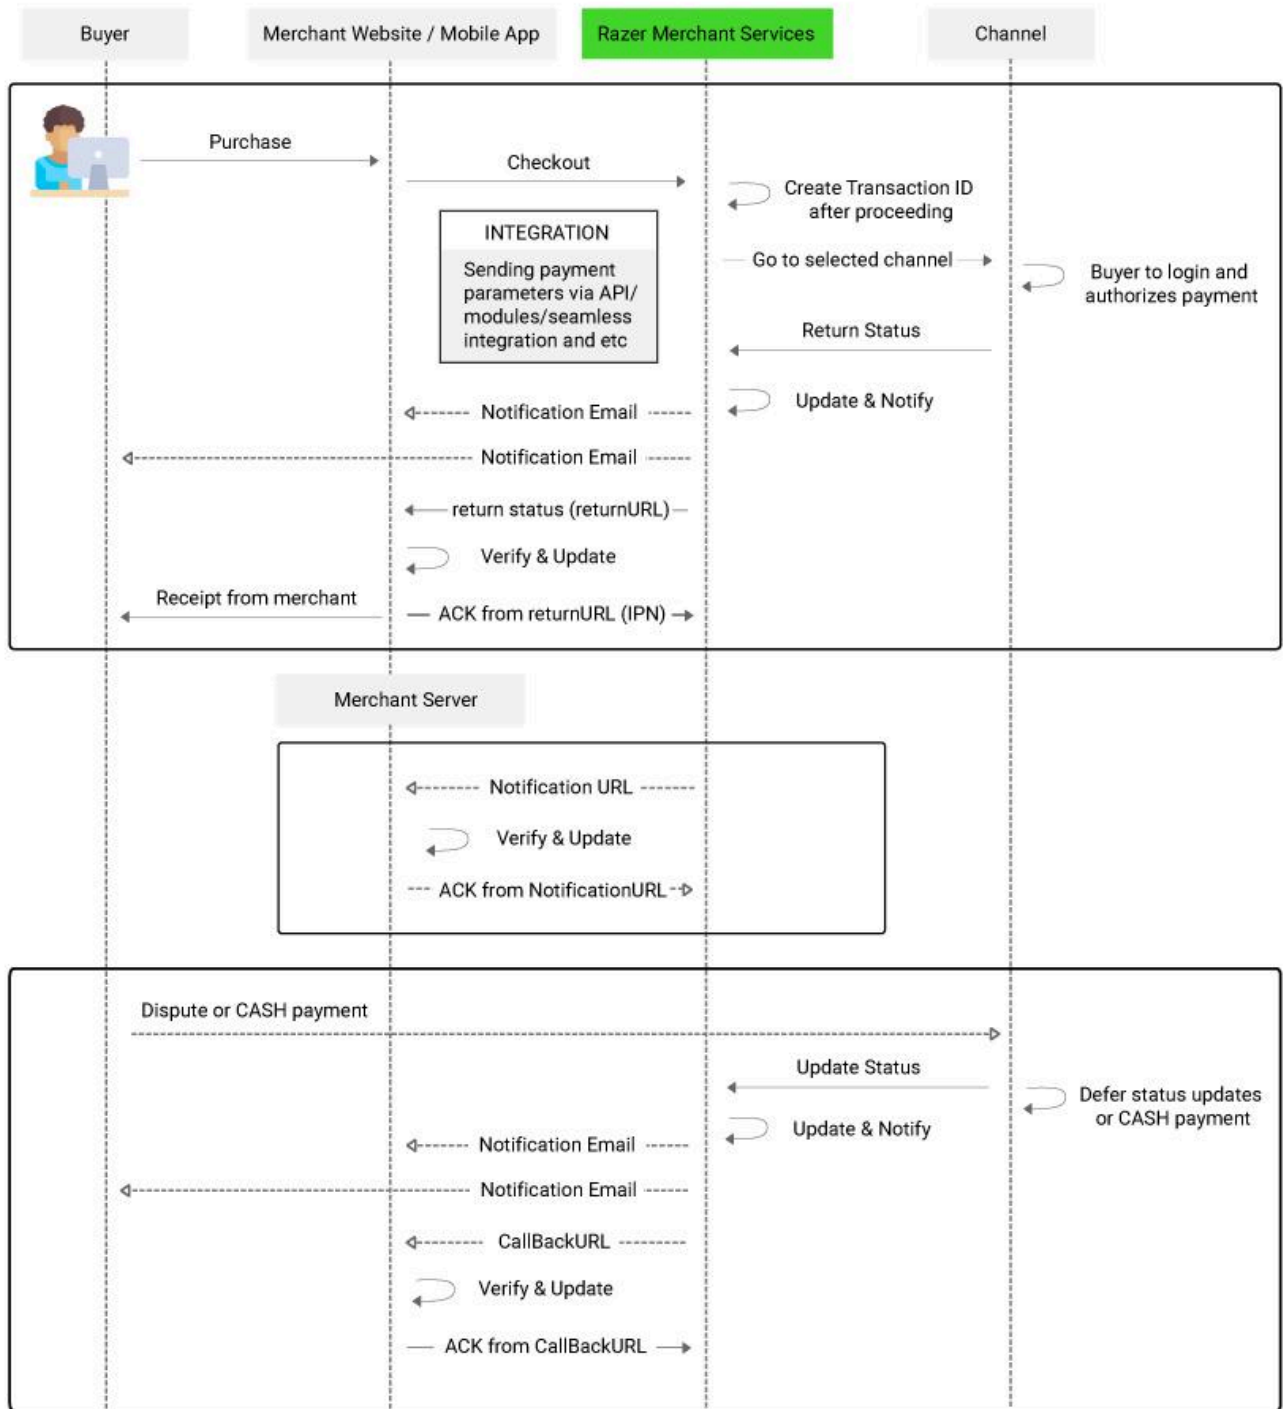 Buyer
Merchant Website / Mobile App
Razer Merchant Services
Channel
Purchase
Checkout
Create Transaction ID
after proceeding
INTEGRATION
Sending payment
parameters via API/
modules/seamless
integration and etc
Go to selected channel
Buyer to login and
authorizes payment
Return Status
Update & Notify
Notification Email
Notification Email
return status (returnURL)
Verify & Update
Receipt from merchant
ACK from returnURL (IPN)
Merchant Server
Notification URL
Verify & Update
ACK from NotificationURL
Dispute or CASH payment
Update Status
Defer status updates
or CASH payment
Update & Notify
Notification Email
Notification Email
CallBackURL
Verify & Update
ACK from CallBackURL